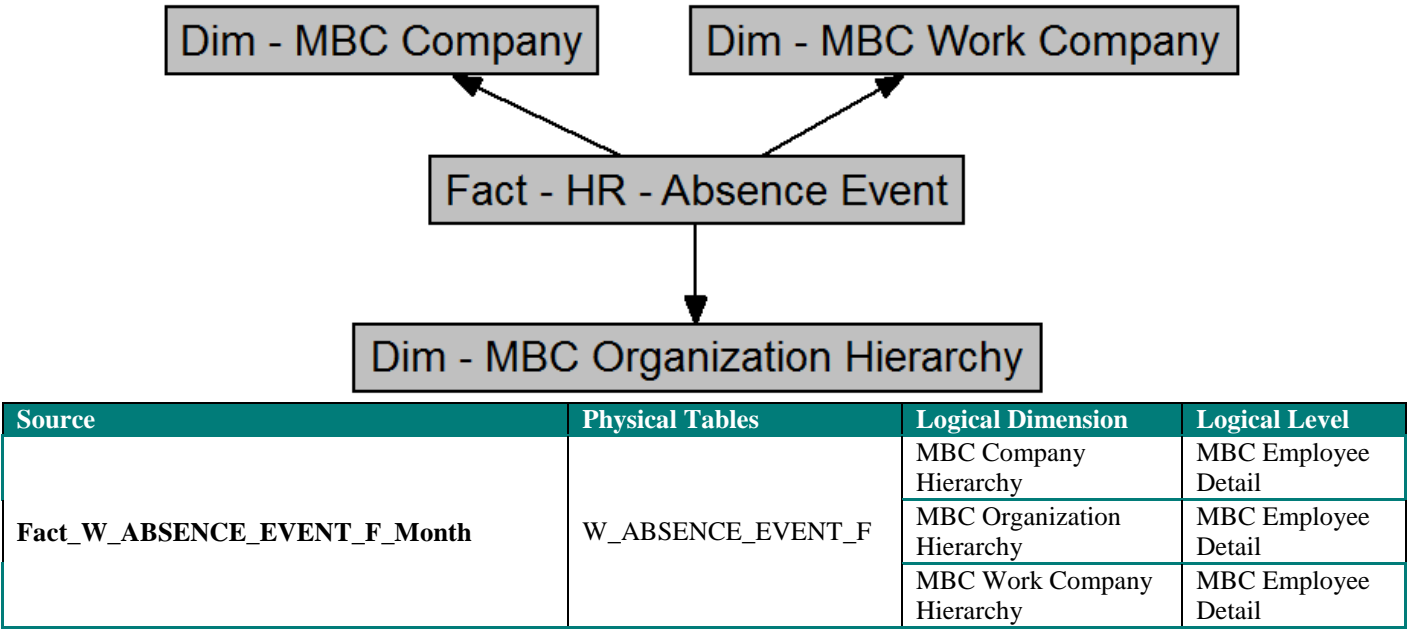 Dim - MBC Company
Dim - MBC Work Company
Fact - HR - Absence Event
Dim - MBC Organization Hierarchy
Source Physical Tables Logical Dimension Logical Level
Fact_W_ABSENCE_EVENT_F_Month
W_ABSENCE_EVENT_F
MBC Company
Hierarchy
MBC Employee
Detail
MBC Organization
Hierarchy
MBC Employee
Detail
MBC Work Company
Hierarchy
MBC Employee
Detail